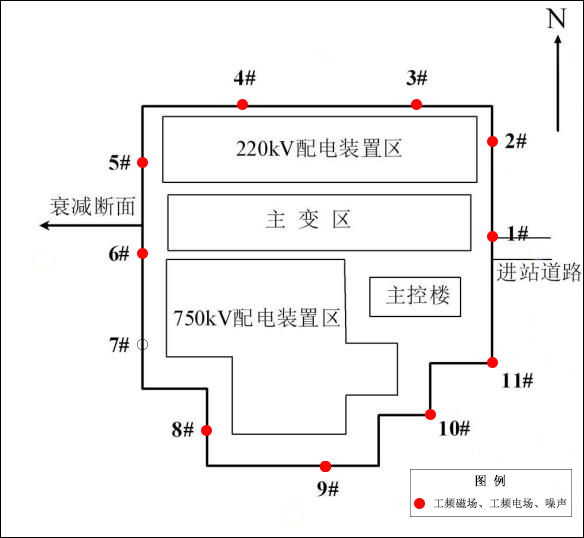 N
4#
3#
2#
220kV配电装置区
5#
衰减断面
主 变 区
1#
6#
进站道路
主控楼
750kV配电装置区
7#
11#
8#
10#
9#
图 例
工频磁场、工频电场、噪声